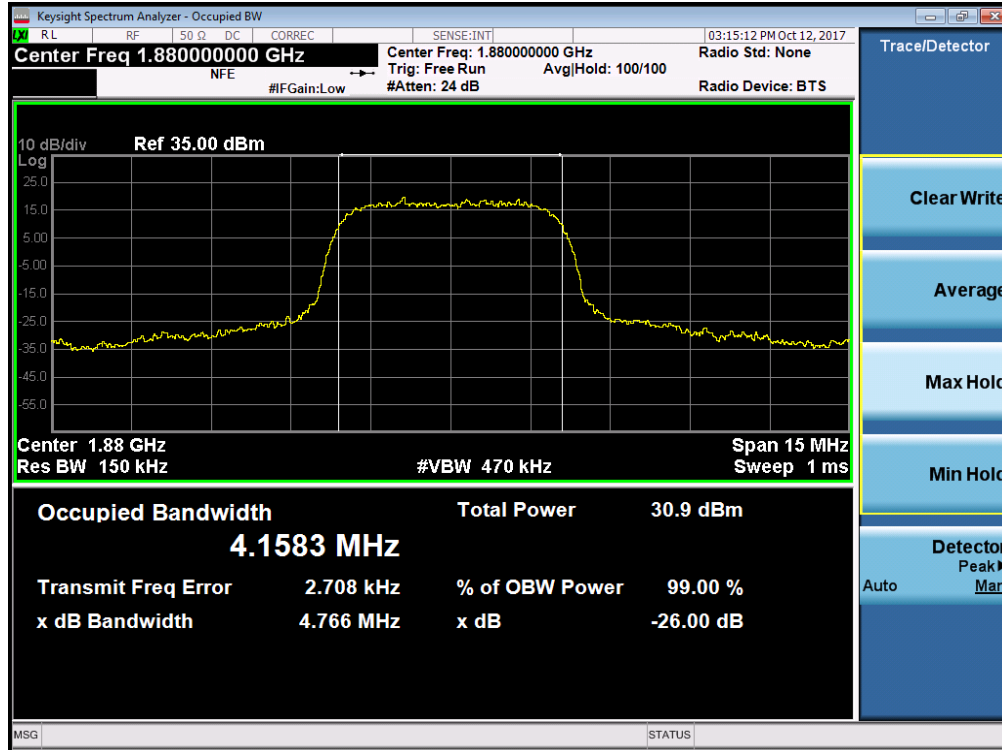 Keysight Spectrum Analyzer - Occupied BW
LXI RL RF 50 Ω DC CORREC SENSE:INT 03:15:12 PM Oct 12, 2017
Center Freq 1.880000000 GHz
NFE
#IFGain:Low
Center Freq: 1.880000000 GHz
Trig: Free Run Avg|Hold: 100/100
#Atten: 24 dB
Radio Std: None
Radio Device: BTS
Trace/Detector
10 dB/div Ref 35.00 dBm
Log
25.0
15.0
5.00
-5.00
-15.0
-25.0
-35.0
-45.0
-55.0
Center 1.88 GHz Span 15 MHz
Res BW 150 kHz #VBW 470 kHz Sweep 1 ms
Occupied Bandwidth Total Power 30.9 dBm
4.1583 MHz
Transmit Freq Error 2.708 kHz % of OBW Power 99.00 %
x dB Bandwidth 4.766 MHz x dB -26.00 dB
Clear Write
Average
Max Hold
Min Hold
Detector
Peak▶
Auto Man
MSG STATUS